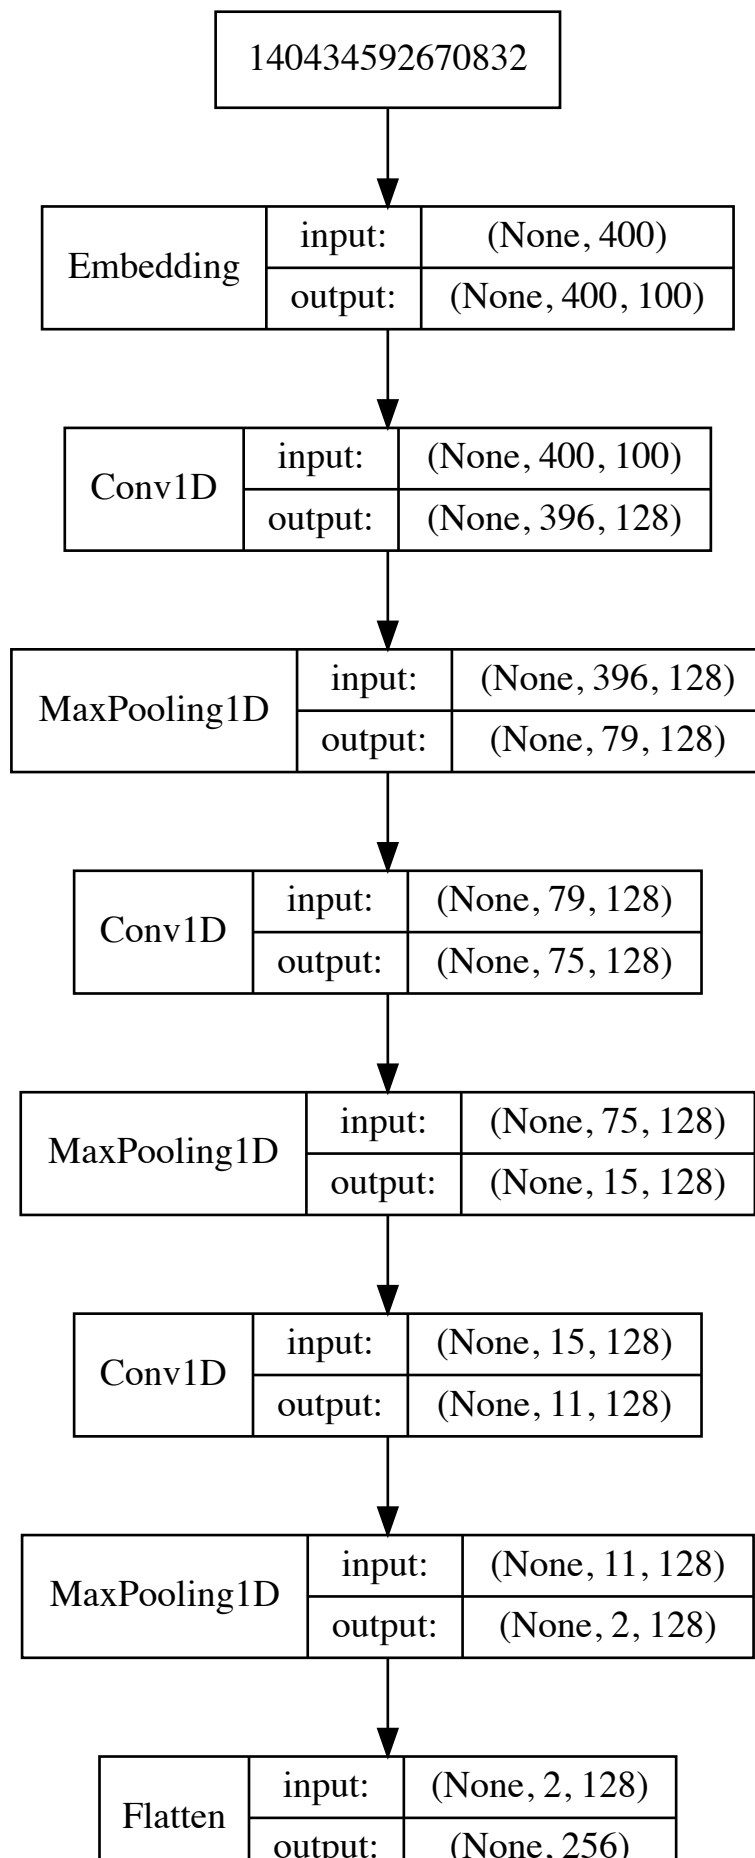 140434592670832
Embedding
input: (None, 400)
output: (None, 400, 100)
Conv1D
input: (None, 400, 100)
output: (None, 396, 128)
MaxPooling1D
input: (None, 396, 128)
output: (None, 79, 128)
Conv1D
input: (None, 79, 128)
output: (None, 75, 128)
MaxPooling1D
input: (None, 75, 128)
output: (None, 15, 128)
Conv1D
input: (None, 15, 128)
output: (None, 11, 128)
MaxPooling1D
input: (None, 11, 128)
output: (None, 2, 128)
Flatten
input: (None, 2, 128)
output: (None, 256)